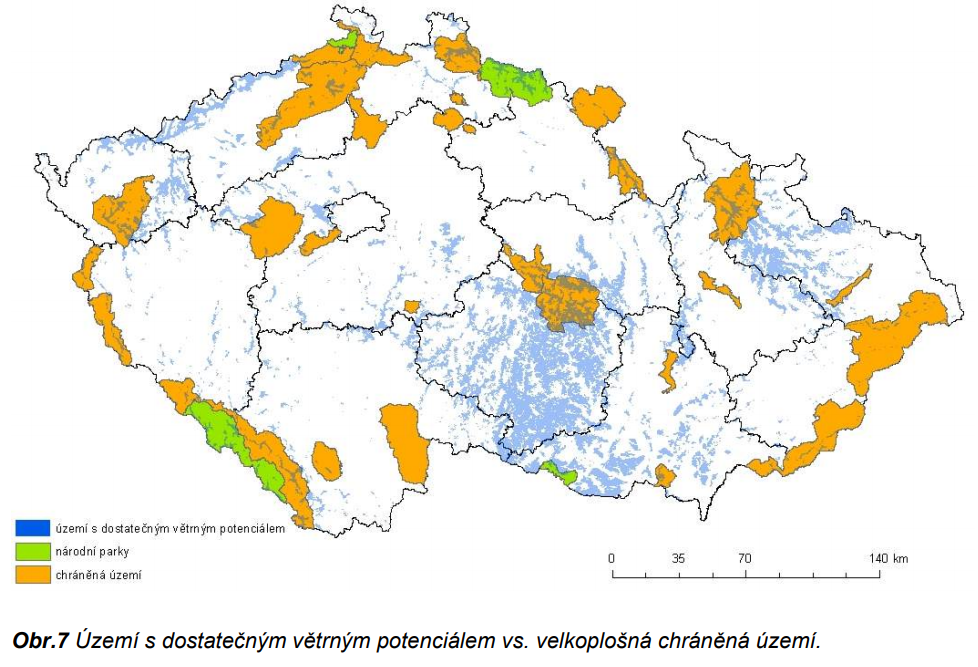 území s dostatečným větrným potenciálem
národní parky
chráněná území
0 35 70 140 km
Obr.7 Území s dostatečným větrným potenciálem vs. velkoplošná chráněná území.